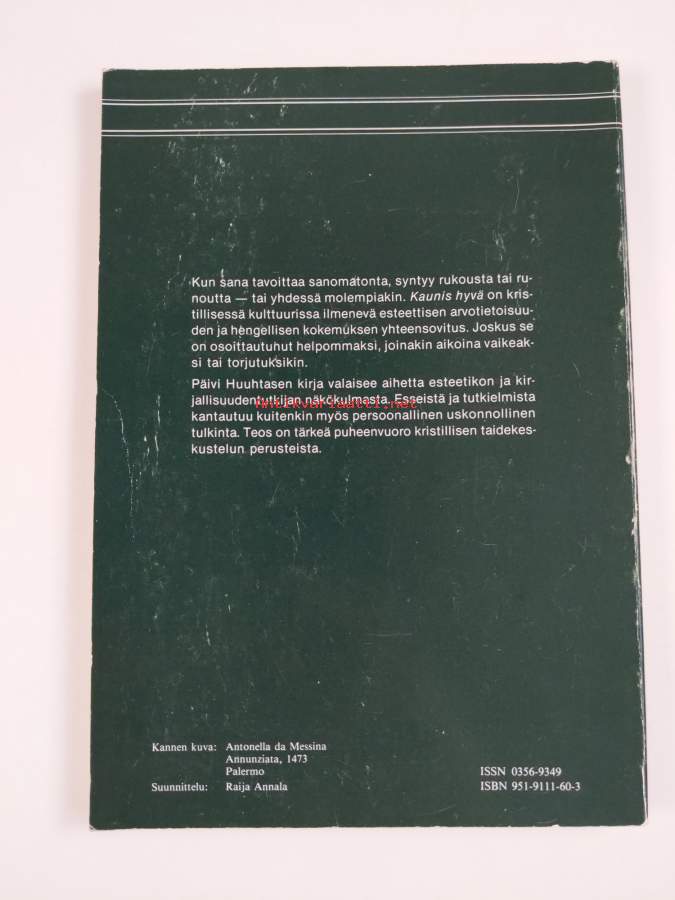 Kun sana tavoittaa sanomatonta, syntyy rukousta tai ru-
noutta — tai yhdessä molempiakin. Kaunis hyvä on kris-
tillisessä kulttuurissa ilmenevä esteettisen arvotietoisuu-
den ja hengellisen kokemuksen yhteensovitus. Joskus se
on osoittautuhut helpommaksi, joinakin aikoina vaikeak-
si tai torjutuksikin.
Päivi Huuhtasen kirja valaisee aihetta esteetikon ja kir-
jallisuudentutkijan näkökulmasta. Esseistä ja tutkielmista
kantautuu kuitenkin myös persoonallinen uskonnollinen
tulkinta. Teos on tärkeä puheenvuoro kristillisen taidekes-
kustelun perusteista.
Antikvariaatti.net
Kannen kuva: Antonella da Messina
Annunziata, 1473
Palermo
Suunnittelu: Raija Annala
ISSN 0356-9349
ISBN 951-9111-60-3